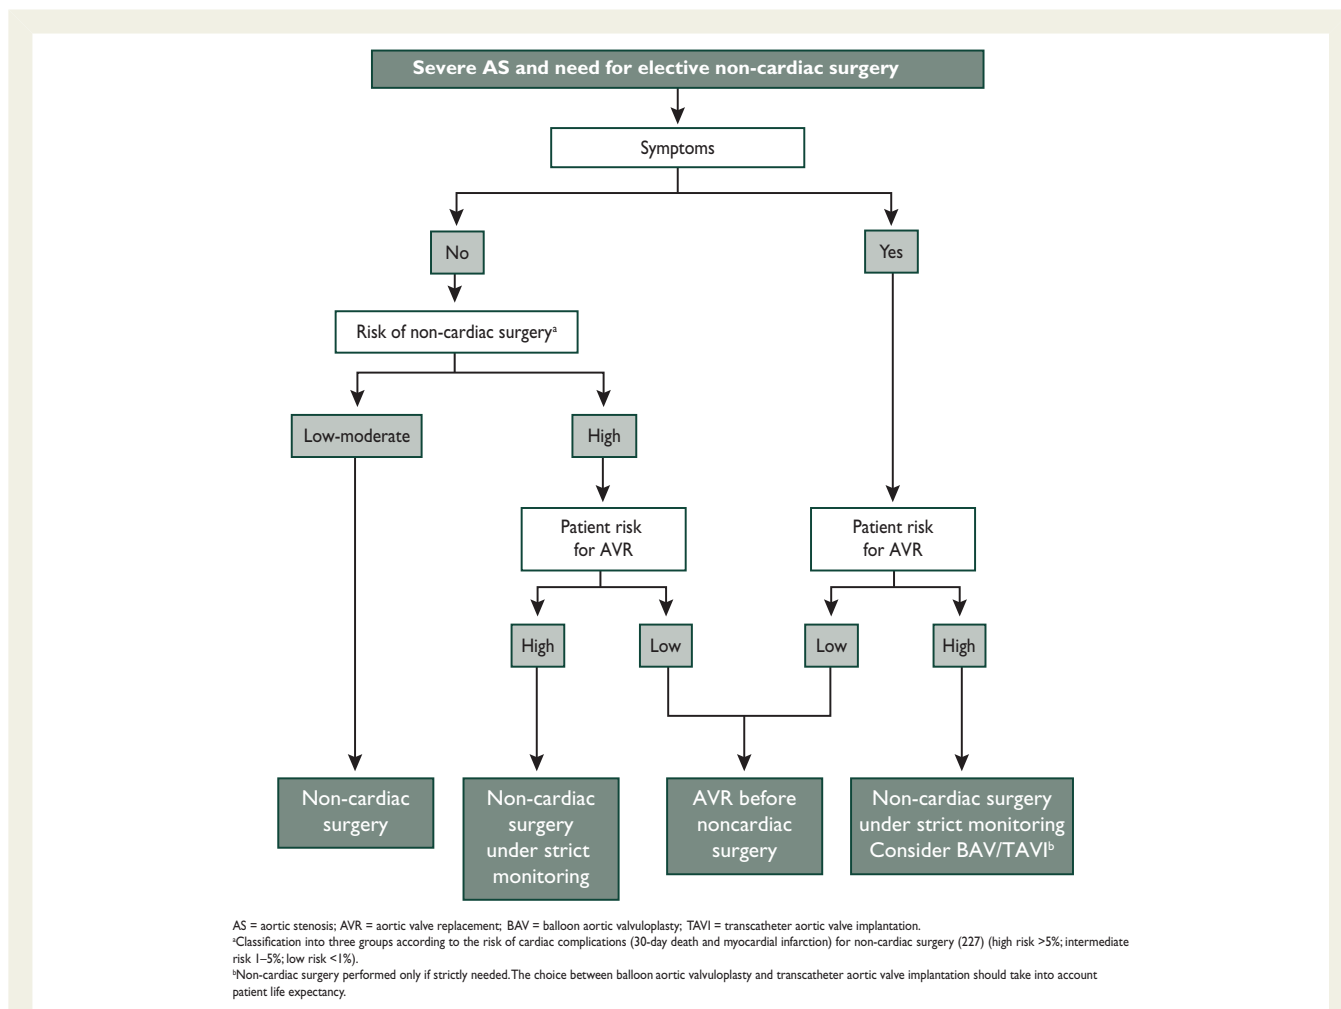 Severe AS and need for elective non-cardiac surgery
Symptoms
No
Yes
Risk of non-cardiac surgeryᵃ
Low-moderate
High
Patient risk
for AVR
Patient risk
for AVR
High
Low
Low
High
Non-cardiac
surgery
Non-cardiac
surgery
under strict
monitoring
AVR before
noncardiac
surgery
Non-cardiac surgery
under strict monitoring
Consider BAV/TAVIᵇ
AS = aortic stenosis; AVR = aortic valve replacement; BAV = balloon aortic valvuloplasty; TAVI = transcatheter aortic valve implantation.
ᵃClassification into three groups according to the risk of cardiac complications (30-day death and myocardial infarction) for non-cardiac surgery (227) (high risk >5%; intermediate
risk 1–5%; low risk <1%).
ᵇNon-cardiac surgery performed only if strictly needed. The choice between balloon aortic valvuloplasty and transcatheter aortic valve implantation should take into account
patient life expectancy.